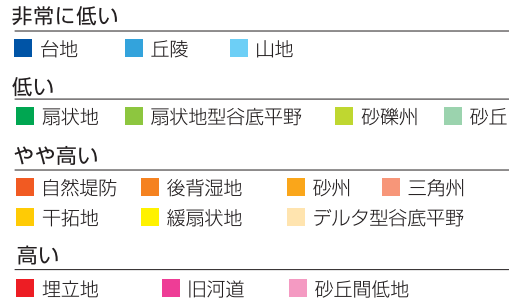 非常に低い
台地 丘陵 山地
低い
扇状地 扇状地型谷底平野 砂礫州 砂丘
やや高い
自然堤防 後背湿地 砂州 三角州
干拓地 緩扇状地 デルタ型谷底平野
高い
埋立地 旧河道 砂丘間低地